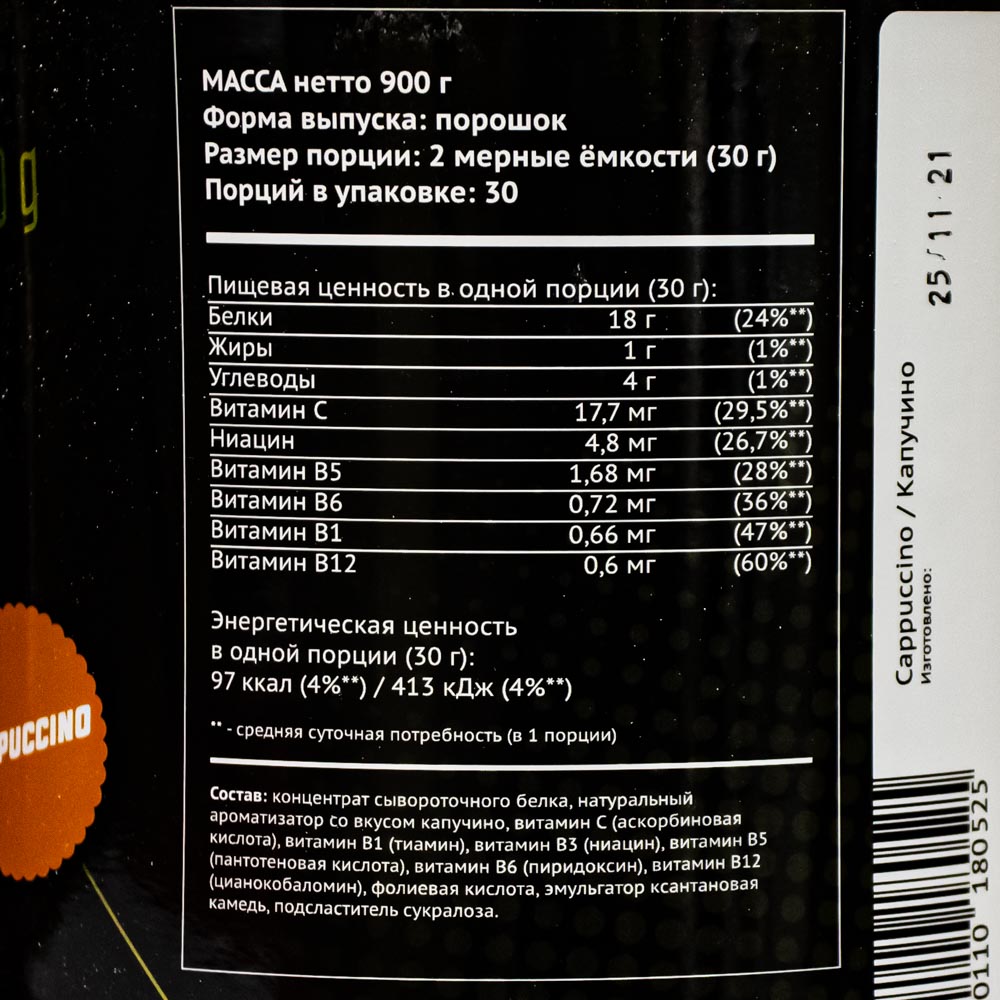 МАССА нетто 900 г
Форма выпуска: порошок
Размер порции: 2 мерные ёмкости (30 г)
Порций в упаковке: 30
Пищевая ценность в одной порции (30 г):
Белки 18 г (24%**)
Жиры 1 г (1%**)
Углеводы 4 г (1%**)
Витамин С 17,7 мг (29,5%**)
Ниацин 4,8 мг (26,7%**)
Витамин В5 1,68 мг (28%**)
Витамин В6 0,72 мг (36%**)
Витамин В1 0,66 мг (47%**)
Витамин В12 0,6 мг (60%**)
Энергетическая ценность
в одной порции (30 г):
97 ккал (4%**) / 413 кДж (4%**)
** - средняя суточная потребность (в 1 порции)
Состав: концентрат сывороточного белка, натуральный
ароматизатор со вкусом капучино, витамин С (аскорбиновая
кислота), витамин В1 (тиамин), витамин В3 (ниацин), витамин В5
(пантотеновая кислота), витамин В6 (пиридоксин), витамин В12
(цианокобаломин), фолиевая кислота, эмульгатор ксантановая
камедь, подсластитель сукралоза.
g
PUCCINO
Cappuccino / Капучино
Изготовлено:
25/11 21
0110 180525